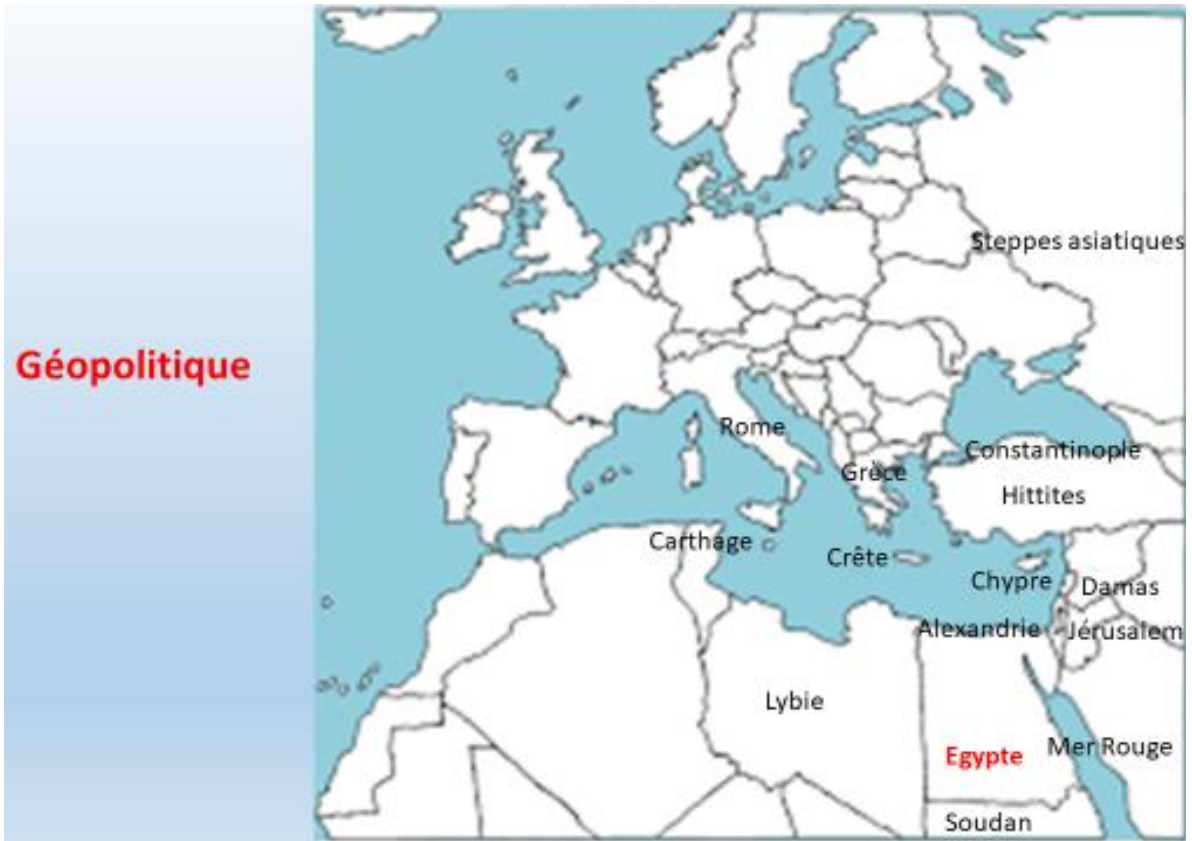 Géopolitique
Steppes asiatiques
Rome
Constantinople
Grèce
Hittites
Carthage
Crête
Chypre
Damas
Alexandrie
Jérusalem
Lybie
Egypte
Mer Rouge
Soudan